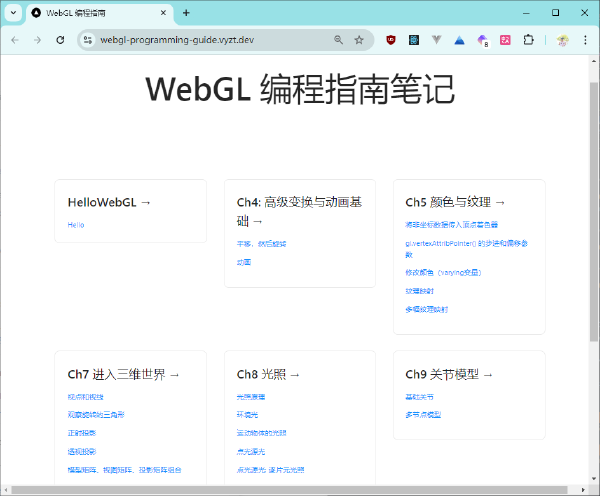 WebGL 编程指南
webgl-programming-guide.vyzt.dev
8
WebGL 编程指南笔记
HelloWebGL →
Hello
Ch4: 高级变换与动画基
础 →
平移，然后旋转
动画
Ch5 颜色与纹理 →
将非坐标数据传入顶点着色器
gl.vertexAttribPointer() 的步进和偏移参
数
修改颜色（varying变量）
纹理映射
多幅纹理映射
Ch7 进入三维世界 →
视点和视线
观察旋转的三角形
正射投影
透视投影
模型矩阵、视图矩阵、投影矩阵组合
Ch8 光照 →
光照原理
环境光
运动物体的光照
点光源光
点光源光: 逐片元光照
Ch9 关节模型 →
基础关节
多节点模型